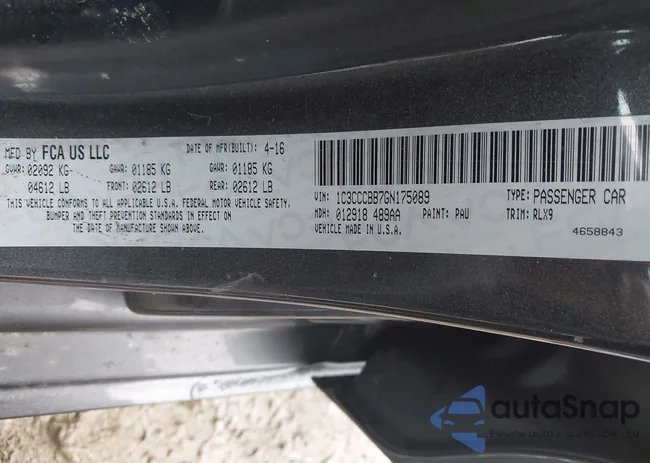 MFD BY FCA US LLC DATE OF MFR(BUILT): 4-16
GVWR: 02092 KG GAWR: 01185 KG GAWR: 01185 KG
04612 LB FRONT: 02612 LB REAR: 02612 LB
THIS VEHICLE CONFORMS TO ALL APPLICABLE U.S.A. FEDERAL MOTOR VEHICLE SAFETY,
BUMPER AND THEFT PREVENTION STANDARDS IN EFFECT ON
THE DATE OF MANUFACTURE SHOWN ABOVE.
VIN: 1C3CCCBB7GN175089 TYPE: PASSENGER CAR
MDH: 012918 489AA PAINT: PAU TRIM: RLX9
VEHICLE MADE IN U.S.A. 4658843
autoSnap
Pewne auto z aukcji